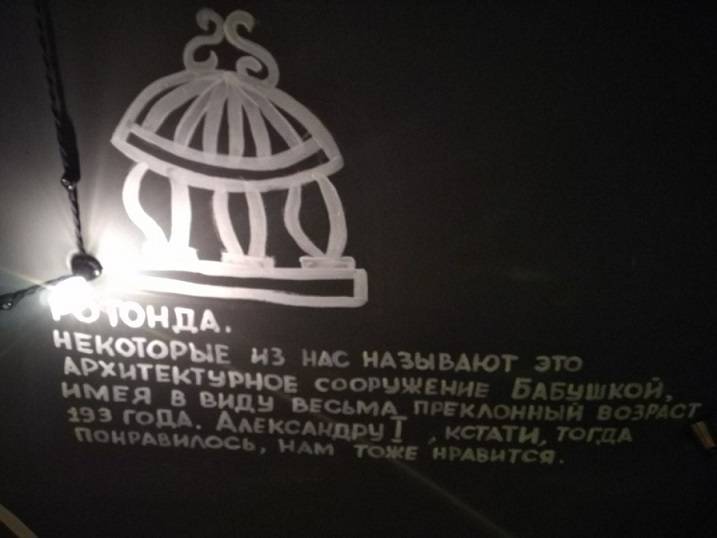 РОТОНДА.
НЕКОТОРЫЕ ИЗ НАС НАЗЫВАЮТ ЭТО
АРХИТЕКТУРНОЕ СООРУЖЕНИЕ БАБУШКОЙ,
ИМЕЯ В ВИДУ ВЕСЬМА ПРЕКЛОННЫЙ ВОЗРАСТ
193 ГОДА. АЛЕКСАНДРУ I , КСТАТИ, ТОГДА
ПОНРАВИЛОСЬ, НАМ ТОЖЕ НРАВИТСЯ.